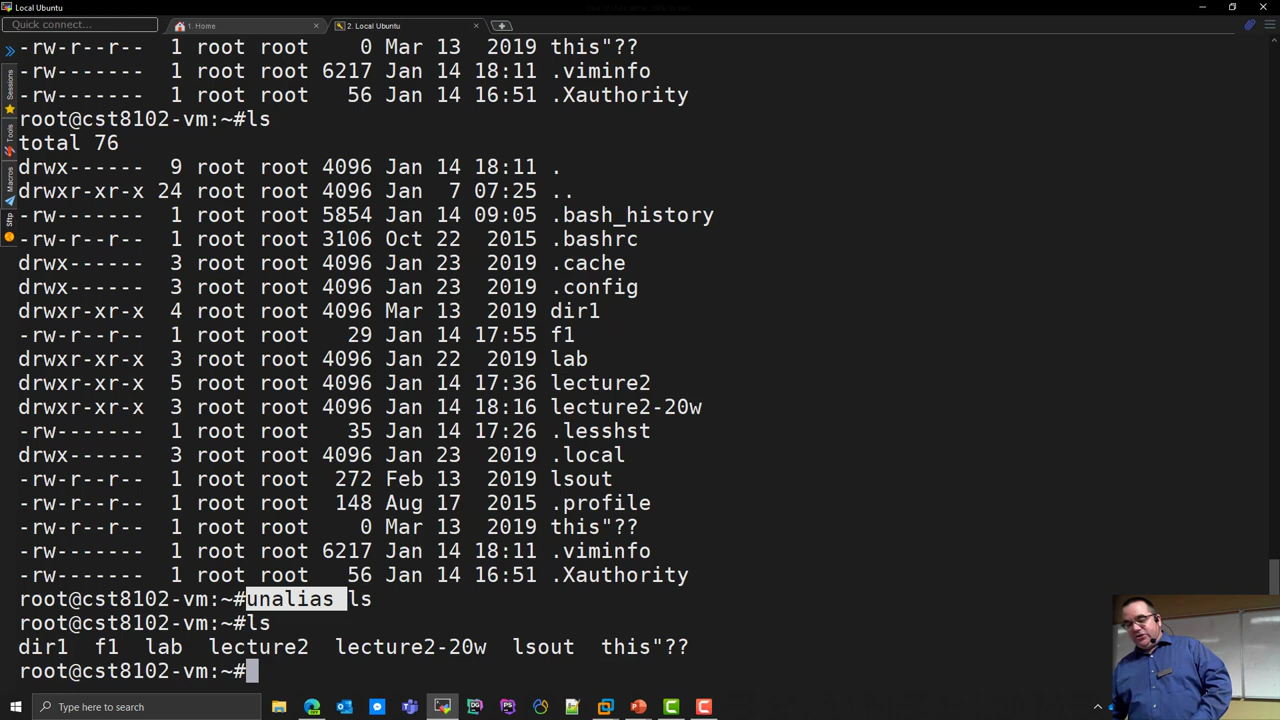 Local Ubuntu
Quick connect...
1. Home
2. Local Ubuntu
Sessions
Tools
Macros
Sftp
-rw-r--r-- 1 root root 0 Mar 13 2019 this"??
-rw------- 1 root root 6217 Jan 14 18:11 .viminfo
-rw------- 1 root root 56 Jan 14 16:51 .Xauthority
root@cst8102-vm:~#ls
total 76
drwx------ 9 root root 4096 Jan 14 18:11 .
drwxr-xr-x 24 root root 4096 Jan 7 07:25 ..
-rw------- 1 root root 5854 Jan 14 09:05 .bash_history
-rw-r--r-- 1 root root 3106 Oct 22 2015 .bashrc
drwx------ 3 root root 4096 Jan 23 2019 .cache
drwx------ 3 root root 4096 Jan 23 2019 .config
drwxr-xr-x 4 root root 4096 Mar 13 2019 dir1
-rw-r--r-- 1 root root 29 Jan 14 17:55 f1
drwxr-xr-x 3 root root 4096 Jan 22 2019 lab
drwxr-xr-x 5 root root 4096 Jan 14 17:36 lecture2
drwxr-xr-x 3 root root 4096 Jan 14 18:16 lecture2-20w
-rw------- 1 root root 35 Jan 14 17:26 .lesshst
drwx------ 3 root root 4096 Jan 23 2019 .local
-rw-r--r-- 1 root root 272 Feb 13 2019 lsout
-rw-r--r-- 1 root root 148 Aug 17 2015 .profile
-rw-r--r-- 1 root root 0 Mar 13 2019 this"??
-rw------- 1 root root 6217 Jan 14 18:11 .viminfo
-rw------- 1 root root 56 Jan 14 16:51 .Xauthority
root@cst8102-vm:~#unalias ls
root@cst8102-vm:~#ls
dir1 f1 lab lecture2 lecture2-20w lsout this"??
root@cst8102-vm:~#
Type here to search